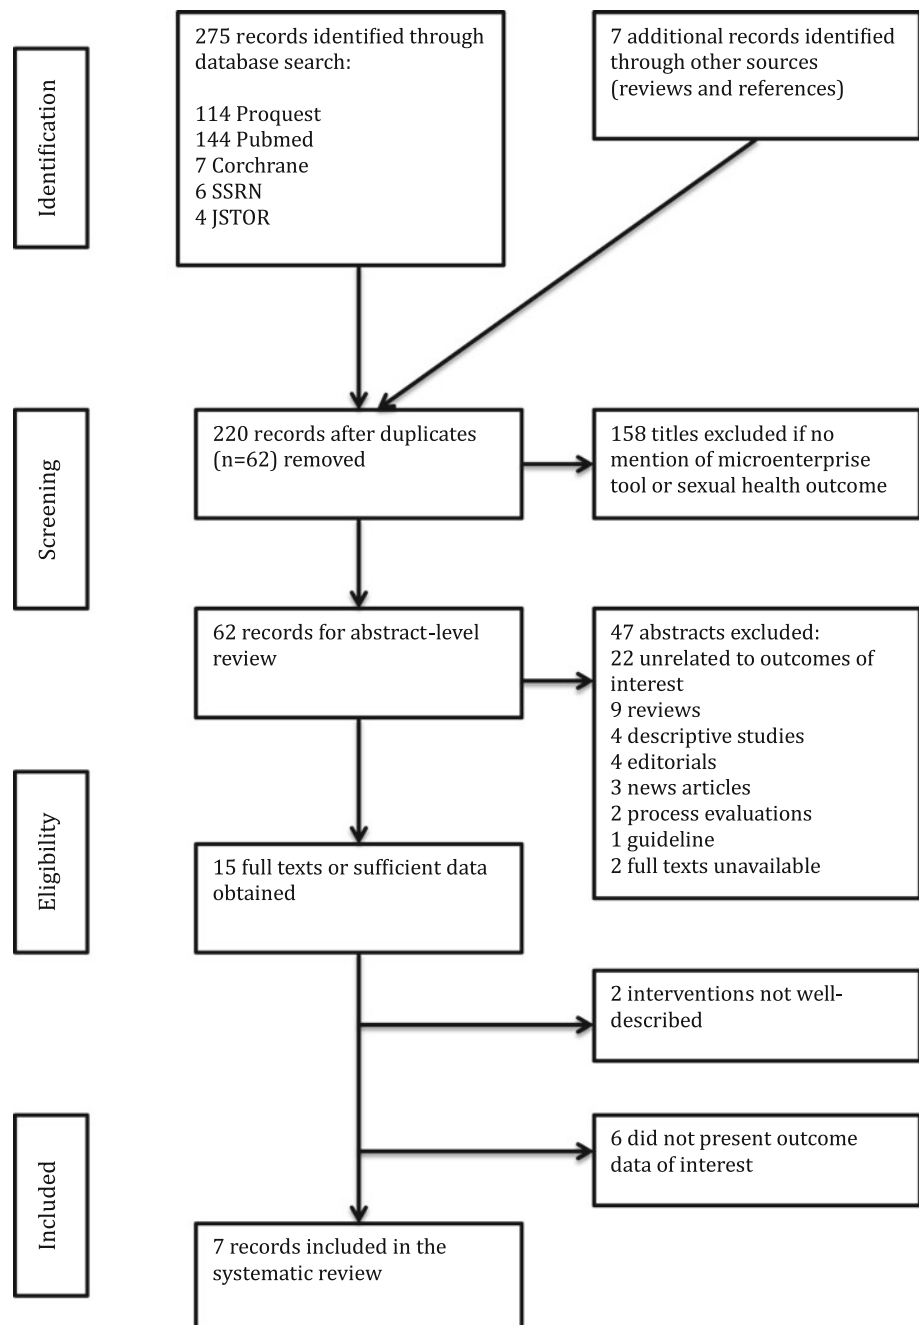 Identification
275 records identified through
database search:
114 Proquest
144 Pubmed
7 Corchrane
6 SSRN
4 JSTOR
7 additional records identified
through other sources
(reviews and references)
Screening
220 records after duplicates
(n=62) removed
158 titles excluded if no
mention of microenterprise
tool or sexual health outcome
62 records for abstract-level
review
47 abstracts excluded:
22 unrelated to outcomes of
interest
9 reviews
4 descriptive studies
4 editorials
3 news articles
2 process evaluations
1 guideline
2 full texts unavailable
Eligibility
15 full texts or sufficient data
obtained
2 interventions not well-
described
Included
6 did not present outcome
data of interest
7 records included in the
systematic review